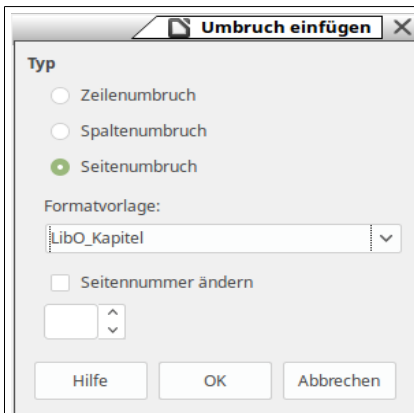 Umbruch einfügen
Typ
Zeilenumbruch
Spaltenumbruch
Seitenumbruch
Formatvorlage:
LibO_Kapitel
Seitennummer ändern
Hilfe OK Abbrechen